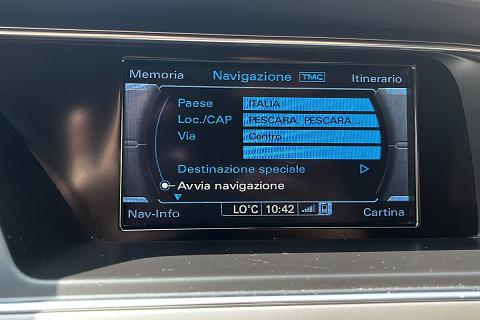 Memoria Navigazione TMC Itinerario
Paese ITALIA
Loc./CAP PESCARA, PESCARA...
Via Centro
Destinazione speciale
Avvia navigazione
Nav-Info LO°C 10:42 Cartina